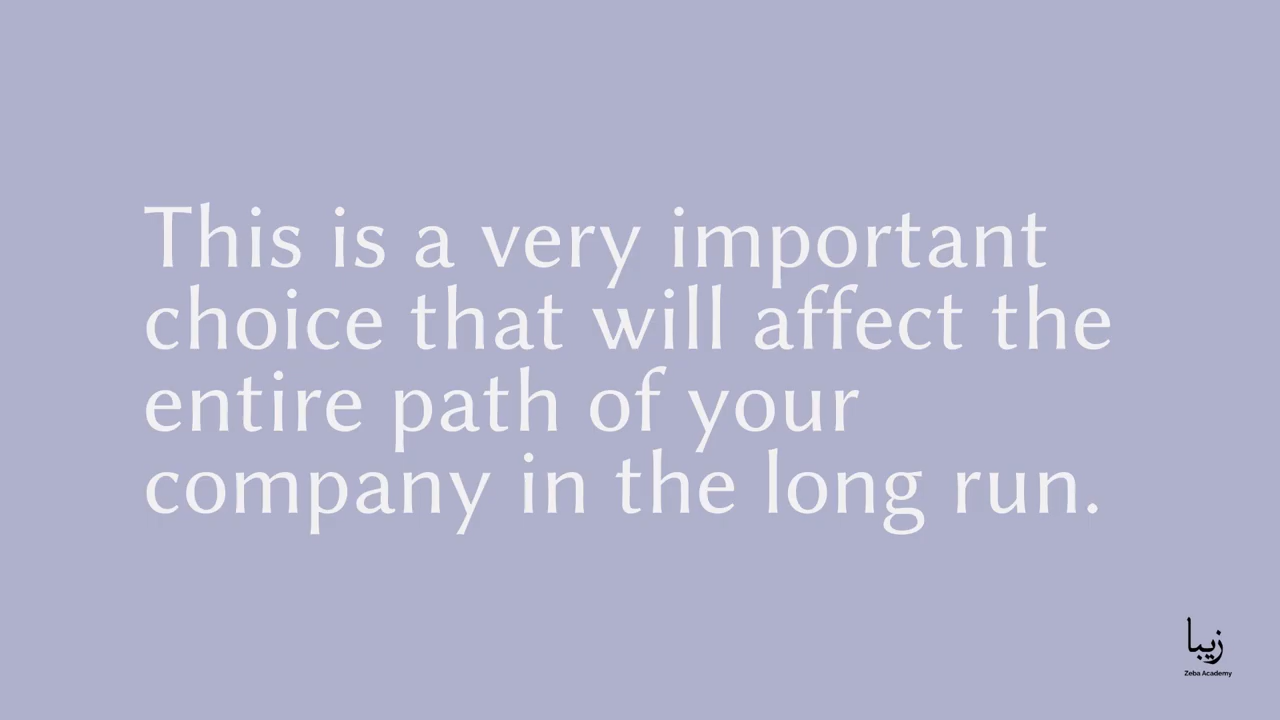 This is a very important
choice that will affect the
entire path of your
company in the long run.
زیبا
Zeba Academy